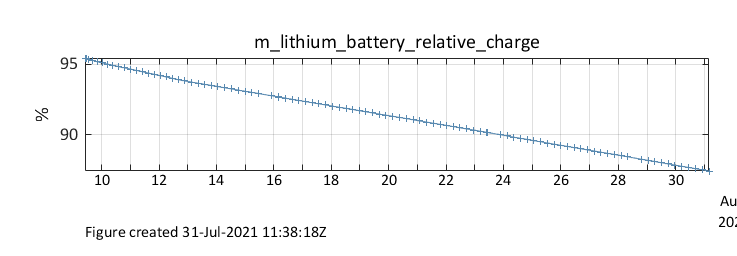 m_lithium_battery_relative_charge
95
%
90
10 12 14 16 18 20 22 24 26 28 30
Au
202
Figure created 31-Jul-2021 11:38:18Z